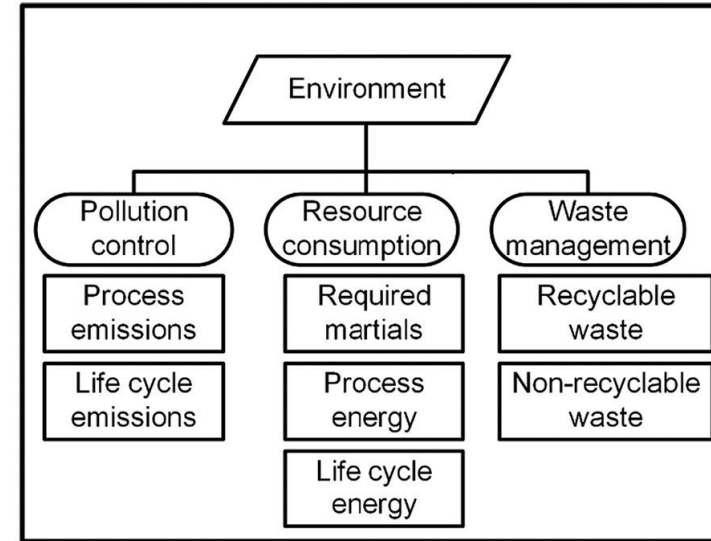 Environment
Pollution
control
Resource
consumption
Waste
management
Process
emissions
Required
martials
Recyclable
waste
Life cycle
emissions
Process
energy
Non-recyclable
waste
Life cycle
energy